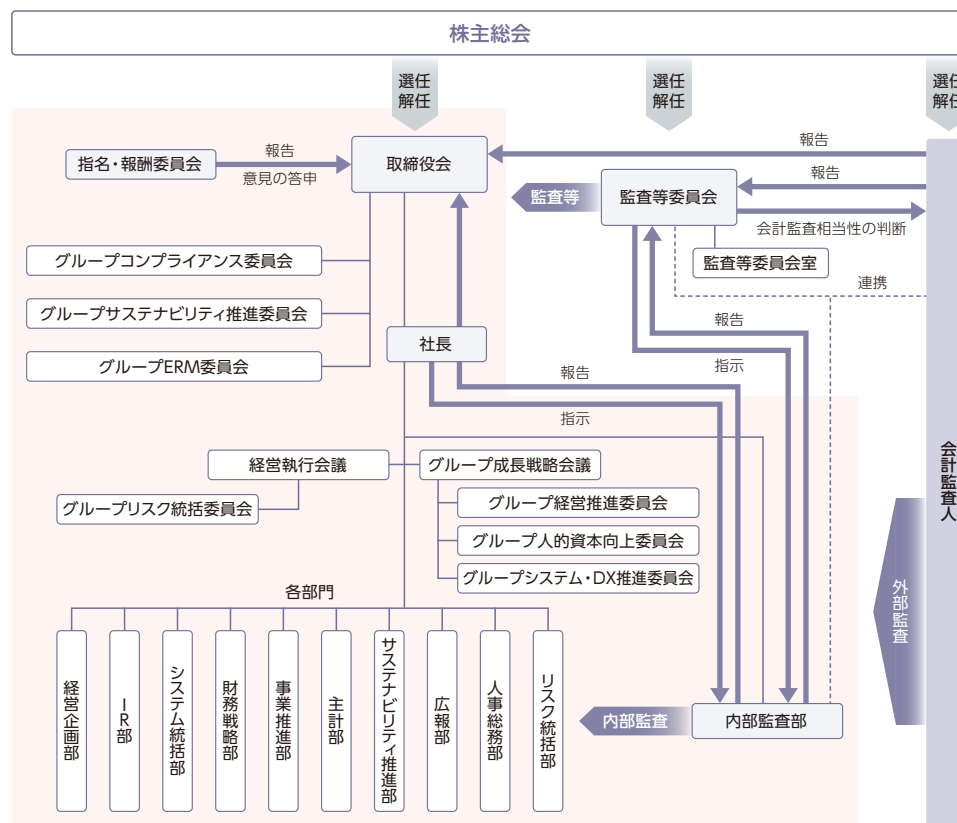 株主総会
選任
解任
選任
解任
選任
解任
指名・報酬委員会
報告
意見の答申
取締役会
報告
監査等
監査等委員会
報告
会計監査相当性の判断
監査等委員会室
連携
グループコンプライアンス委員会
グループサステナビリティ推進委員会
グループERM委員会
社長
報告
指示
報告
指示
経営執行会議
グループ成長戦略会議
グループリスク統括委員会
グループ経営推進委員会
グループ人的資本向上委員会
グループシステム・DX推進委員会
会計監査人
外部監査
各部門
経営企画部
IR部
システム統括部
財務戦略部
事業推進部
主計部
サステナビリティ推進部
広報部
人事総務部
リスク統括部
内部監査
内部監査部